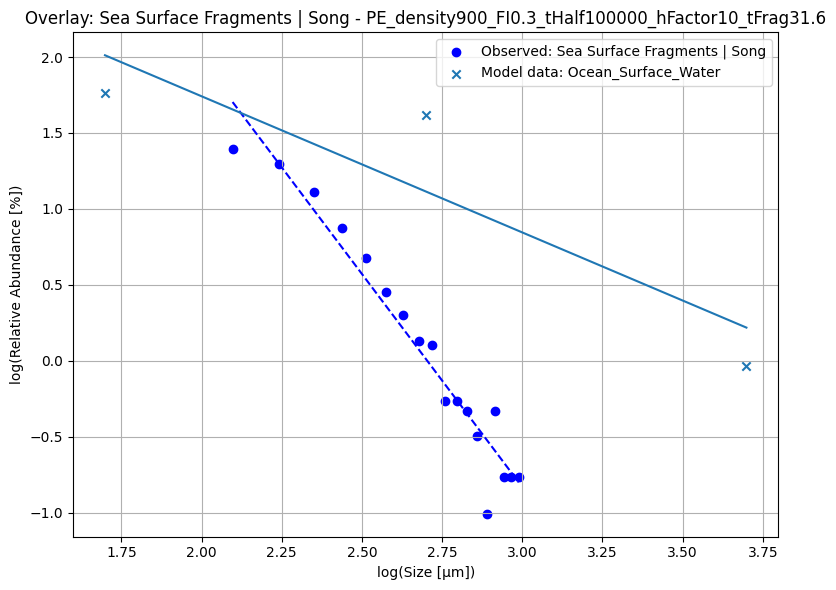 Overlay: Sea Surface Fragments | Song - PE_density900_FI0.3_tHalf100000_hFactor10_tFrag31.6
Observed: Sea Surface Fragments | Song
Model data: Ocean_Surface_Water
log(Relative Abundance [%])
2.0
1.5
1.0
0.5
0.0
−0.5
−1.0
1.75 2.00 2.25 2.50 2.75 3.00 3.25 3.50 3.75
log(Size [μm])